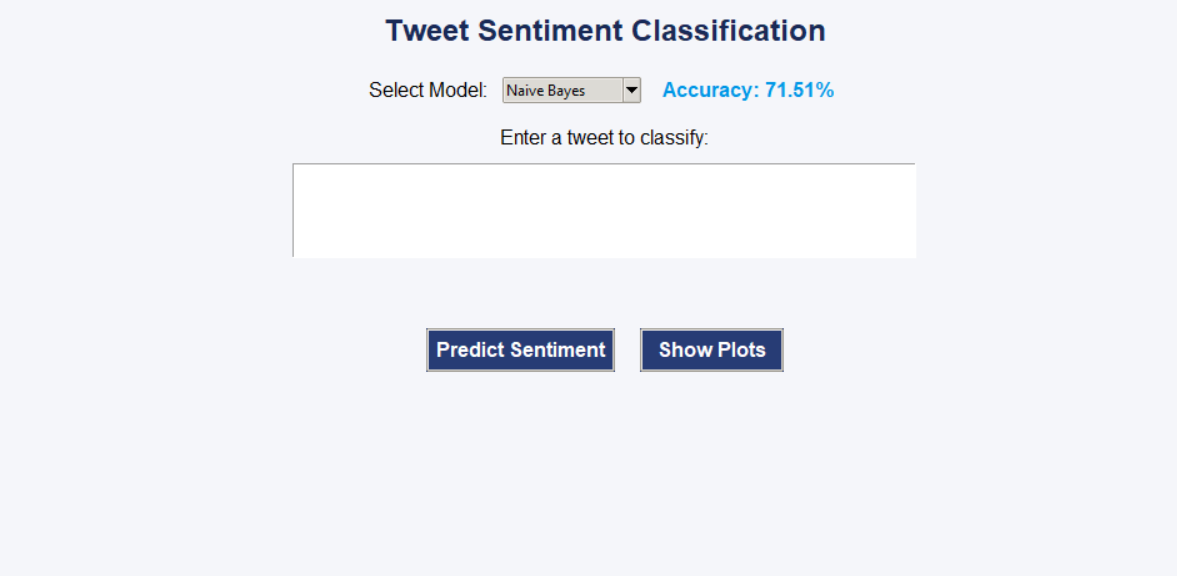 Tweet Sentiment Classification
Select Model: Naive Bayes Accuracy: 71.51%
Enter a tweet to classify:
Predict Sentiment Show Plots